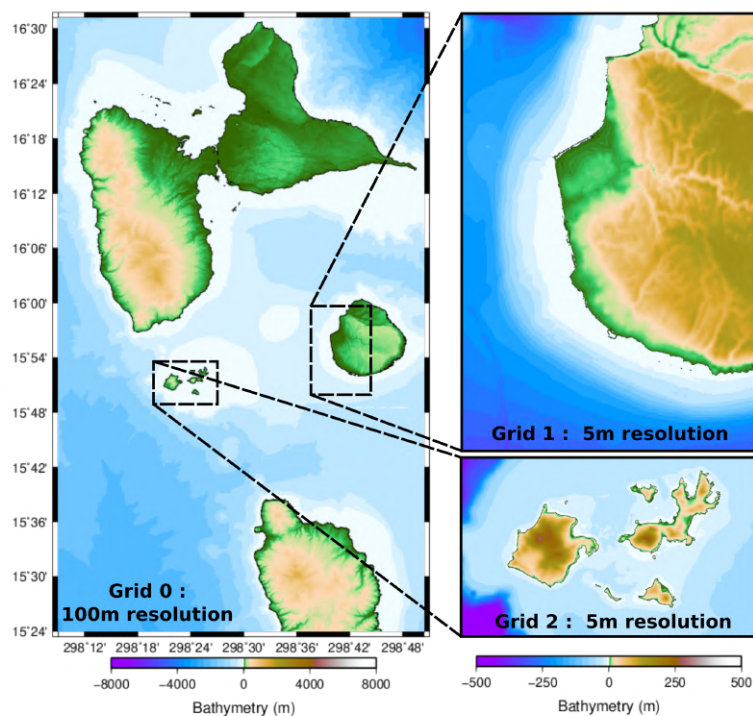 16˚30'
16˚24'
16˚18'
16˚12'
16˚06'
16˚00'
15˚54'
15˚48'
15˚42'
15˚36'
15˚30'
15˚24'
298˚12' 298˚18' 298˚24' 298˚30' 298˚36' 298˚42' 298˚48'
Grid 0 :
100m resolution
Grid 1 : 5m resolution
Grid 2 : 5m resolution
−8000 −4000 0 4000 8000
Bathymetry (m)
−500 −250 0 250 500
Bathymetry (m)